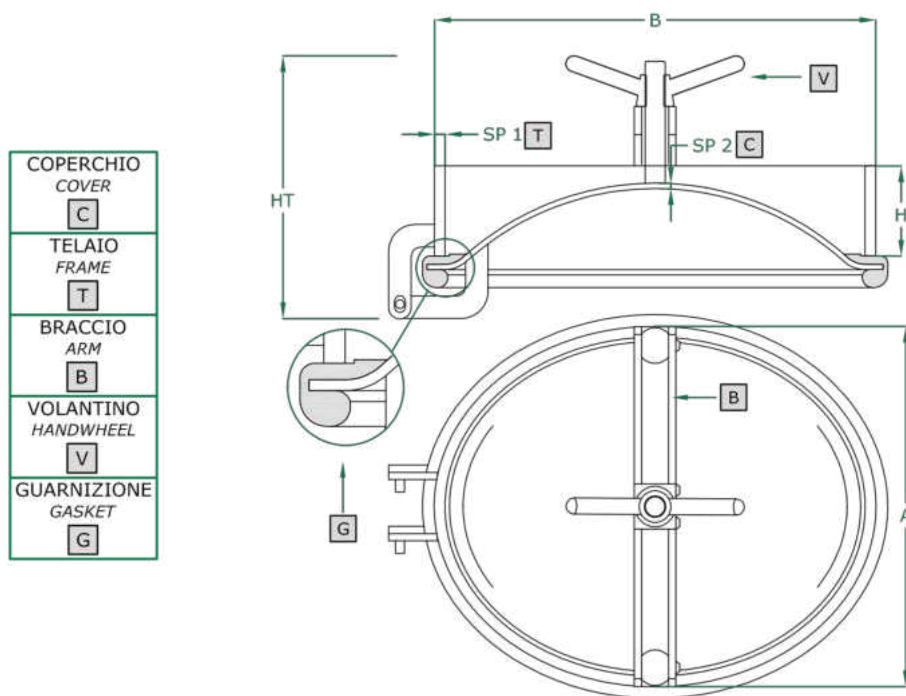 COPERCHIO
COVER
C
TELAIO
FRAME
T
BRACCIO
ARM
B
VOLANTINO
HANDWHEEL
V
GUARNIZIONE
GASKET
G
B
V
SP 1 T
SP 2 C
HT
H
B
G
A